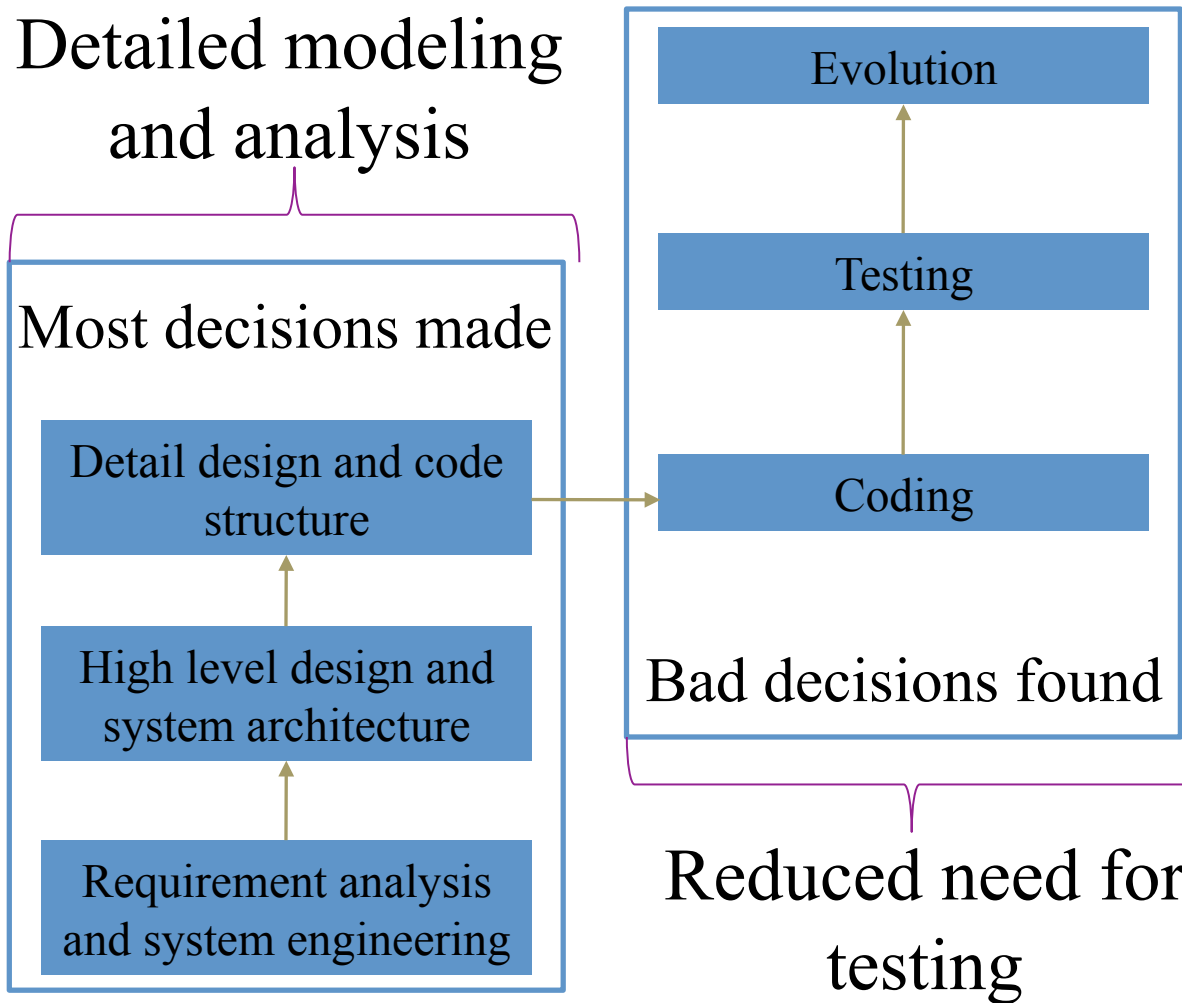 Detailed modeling
and analysis
Most decisions made
Detail design and code
structure
High level design and
system architecture
Requirement analysis
and system engineering
Evolution
Testing
Coding
Bad decisions found
Reduced need for
testing